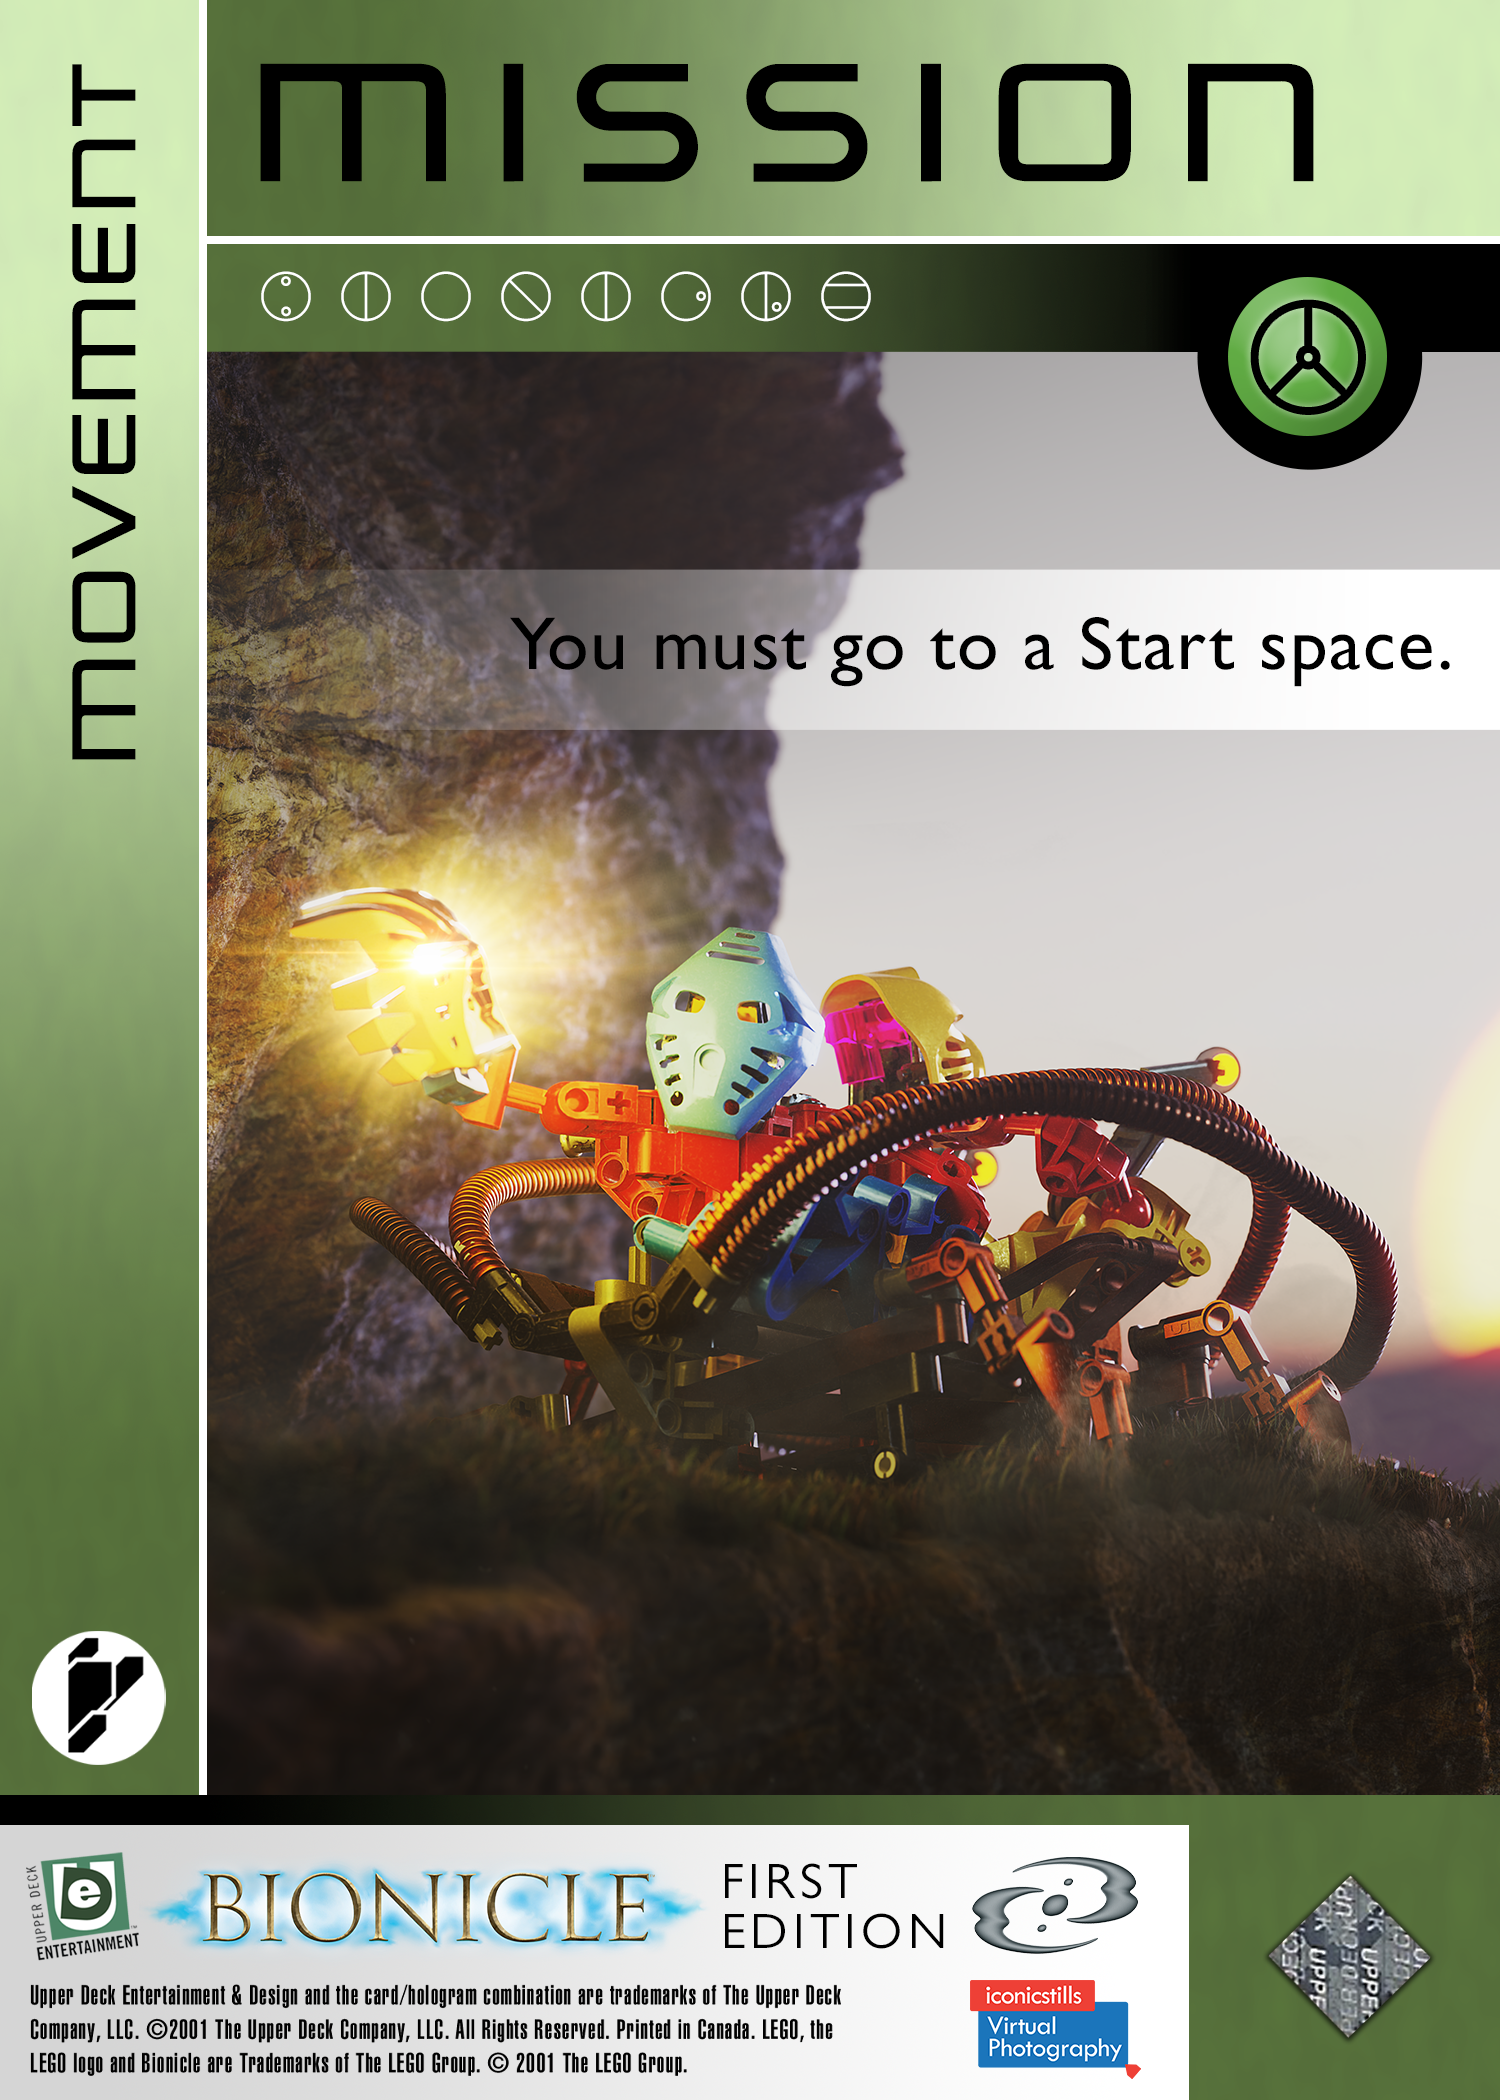 MOVEMENT
MISSION
You must go to a Start space.
UPPER DECK
e
ENTERTAINMENT
BIONICLE
FIRST
EDITION
Upper Deck Entertainment & Design and the card/hologram combination are trademarks of The Upper Deck
Company, LLC. ©2001 The Upper Deck Company, LLC. All Rights Reserved. Printed in Canada. LEGO, the
LEGO logo and Bionicle are Trademarks of The LEGO Group. © 2001 The LEGO Group.
iconicstills
Virtual
Photography